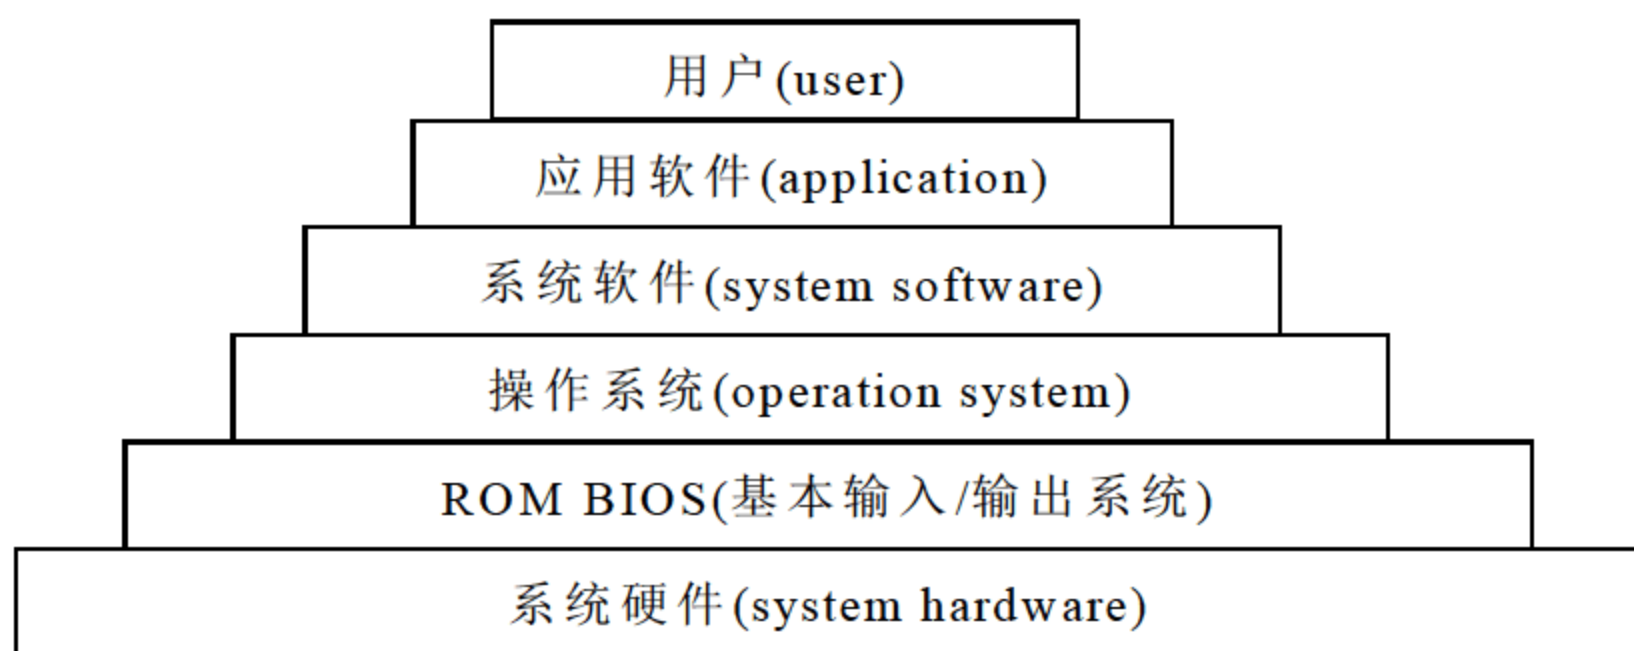 用户(user)
应用软件(application)
系统软件(system software)
操作系统(operation system)
ROM BIOS(基本输入/输出系统)
系统硬件(system hardware)